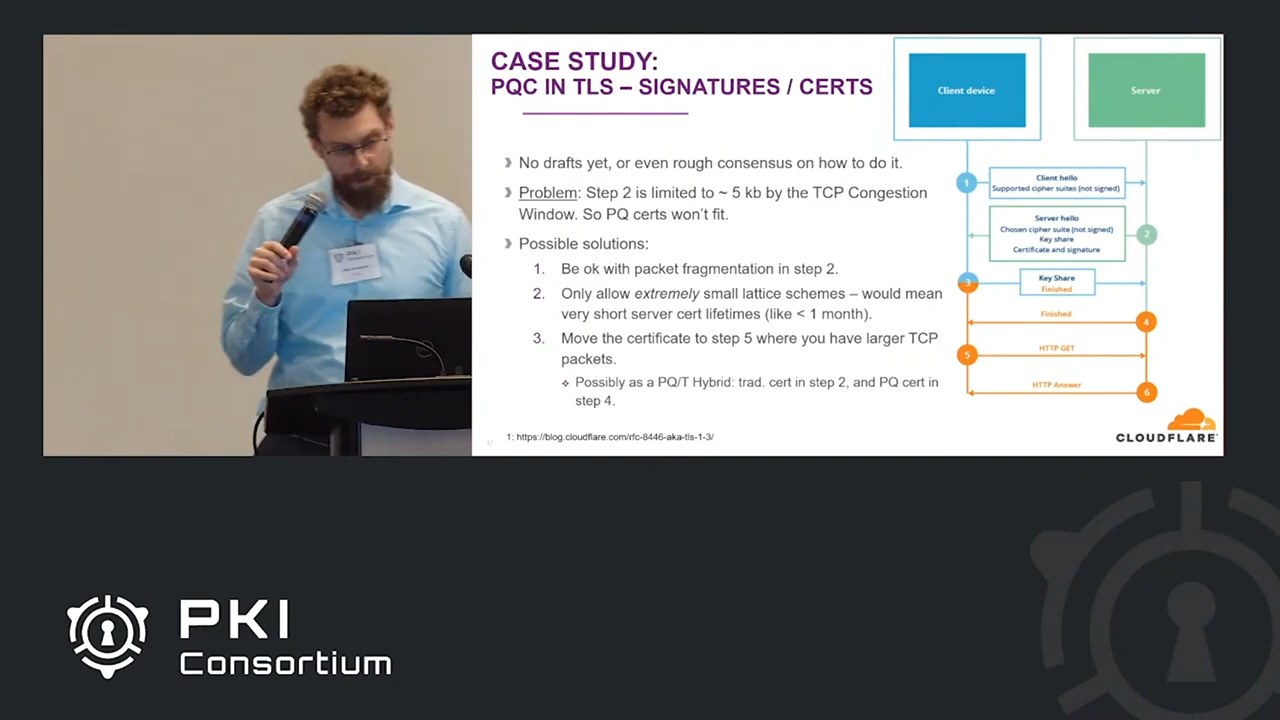 CASE STUDY:
PQC IN TLS – SIGNATURES / CERTS
No drafts yet, or even rough consensus on how to do it.
Problem: Step 2 is limited to ~ 5 kb by the TCP Congestion
Window. So PQ certs won't fit.
Possible solutions:
1. Be ok with packet fragmentation in step 2.
2. Only allow extremely small lattice schemes – would mean
very short server cert lifetimes (like < 1 month).
3. Move the certificate to step 5 where you have larger TCP
packets.
Possibly as a PQ/T Hybrid: trad. cert in step 2, and PQ cert in
step 4.
47
1: https://blog.cloudflare.com/rfc-8446-aka-tls-1-3/
Client device
Server
1
Client hello
Supported cipher suites (not signed)
Server hello
Chosen cipher suite (not signed)
Key share
Certificate and signature
2
3
Key Share
Finished
Finished
4
5
HTTP GET
HTTP Answer
6
CLOUDFLARE
PKI
Consortium